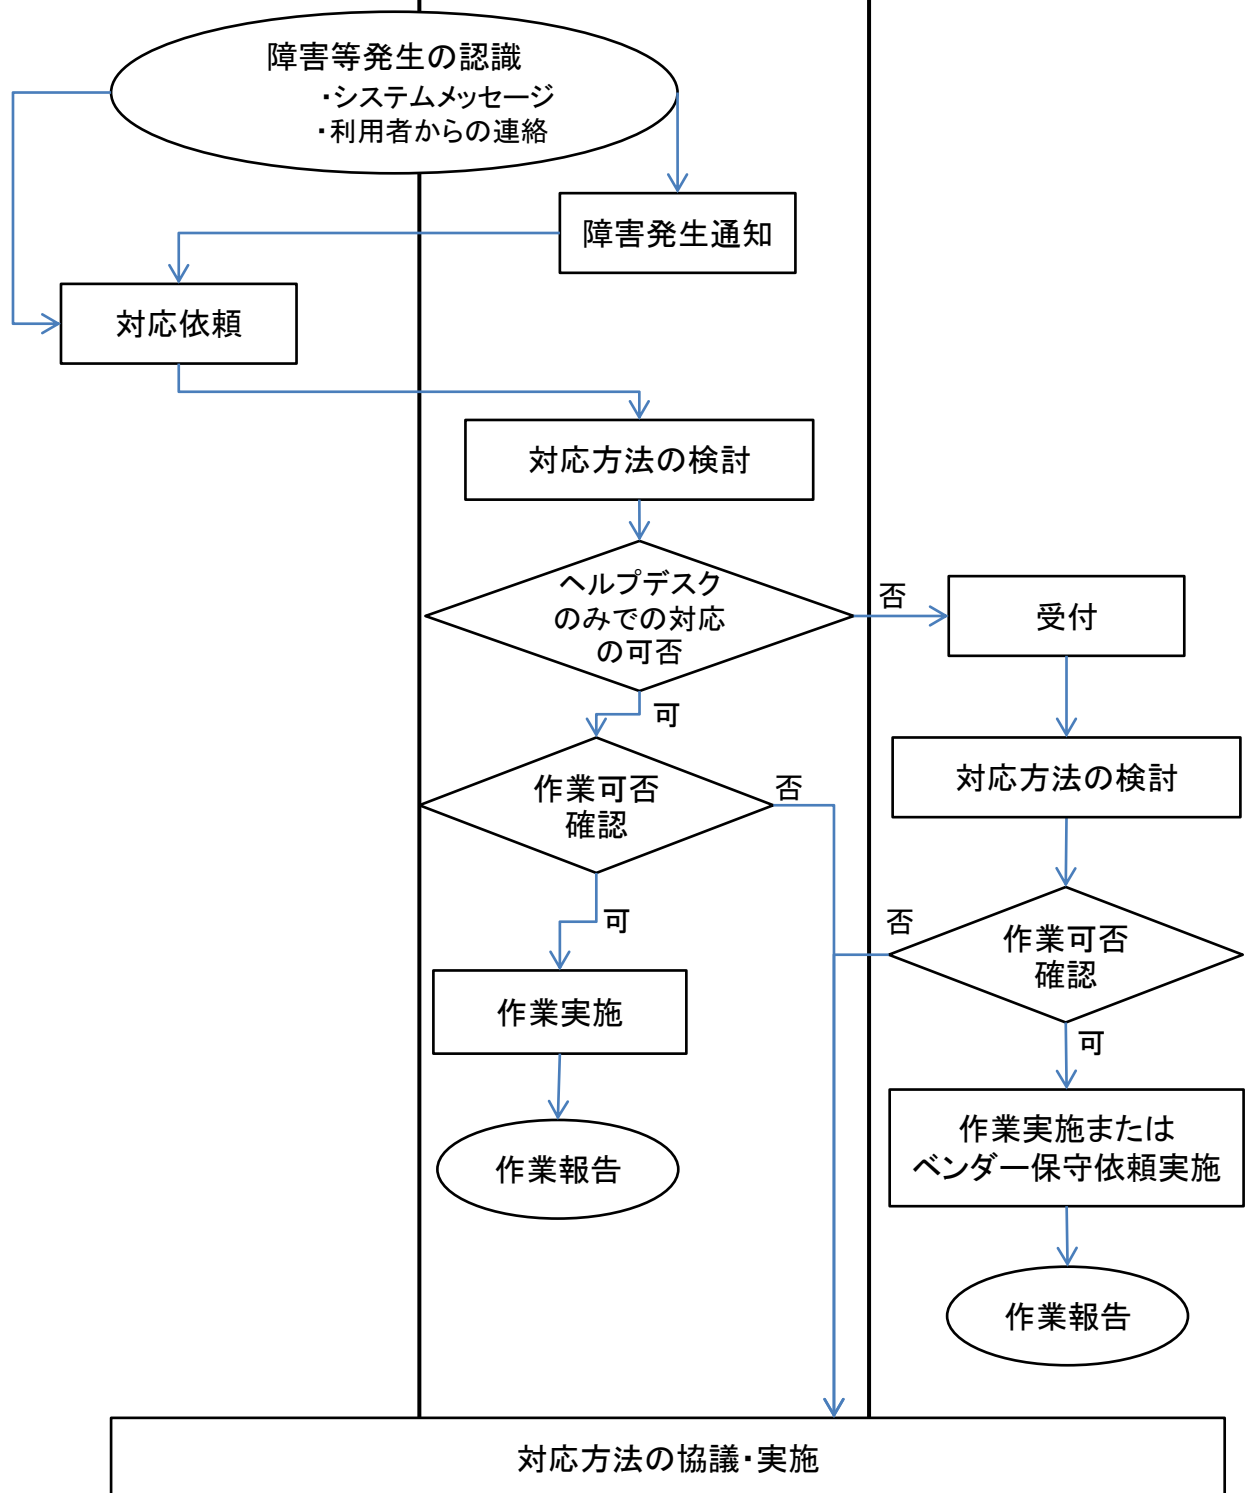 障害等発生の認識
・システムメッセージ
・利用者からの連絡
障害発生通知
対応依頼
対応方法の検討
ヘルプデスク
のみでの対応
の可否
否
受付
可
対応方法の検討
作業可否
確認
否
可
作業可否
確認
否
可
作業実施
作業報告
作業実施または
ベンダー保守依頼実施
作業報告
対応方法の協議・実施